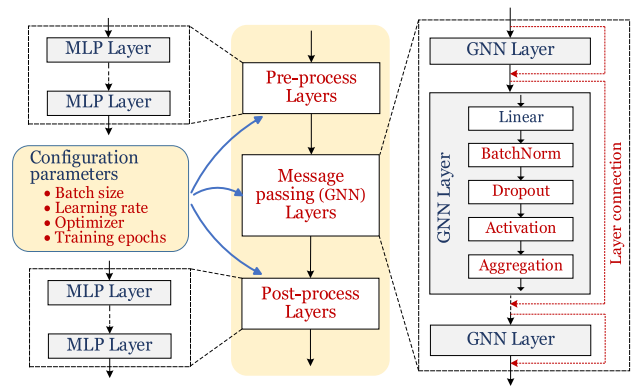 MLP Layer
MLP Layer
Configuration
parameters
• Batch size
• Learning rate
• Optimizer
• Training epochs
MLP Layer
MLP Layer
Pre-process
Layers
Message
passing (GNN)
Layers
Post-process
Layers
GNN Layer
GNN Layer
Linear
BatchNorm
Dropout
Activation
Aggregation
Layer connection
GNN Layer